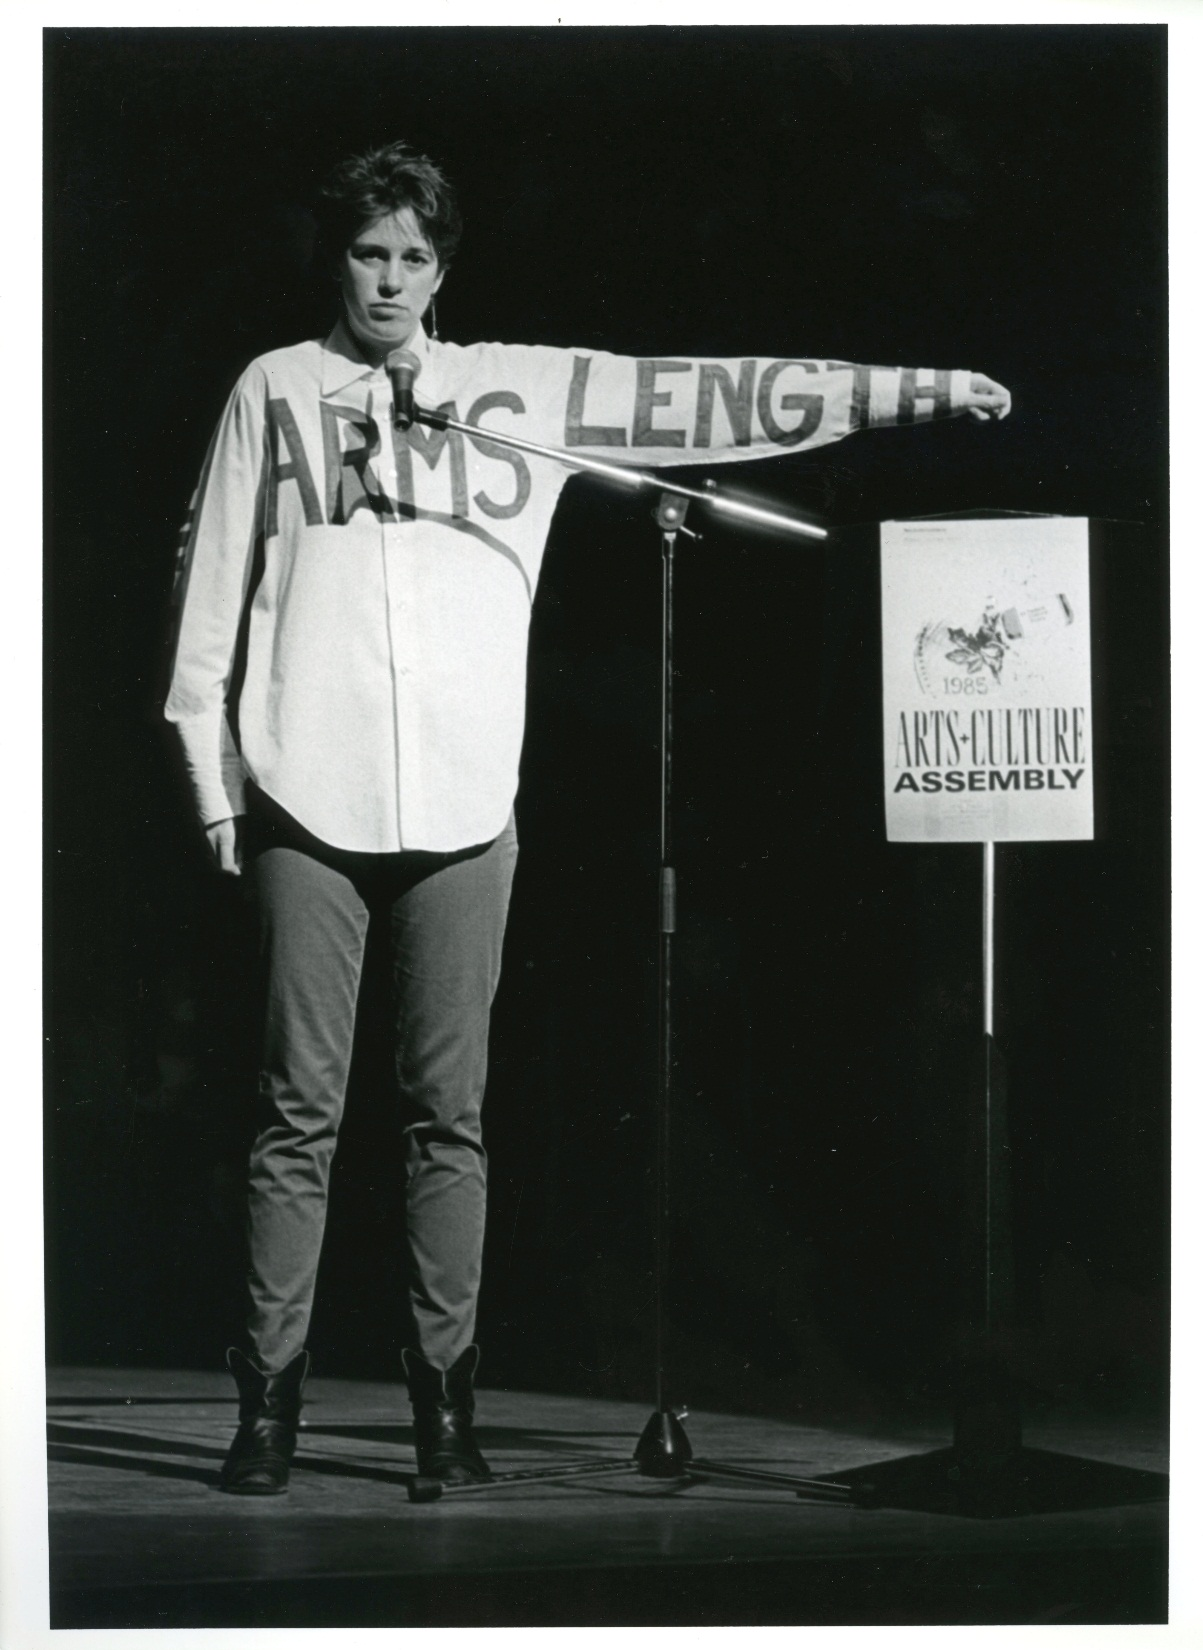 ARMS LENGTH
1985
ARTS+CULTURE
ASSEMBLY